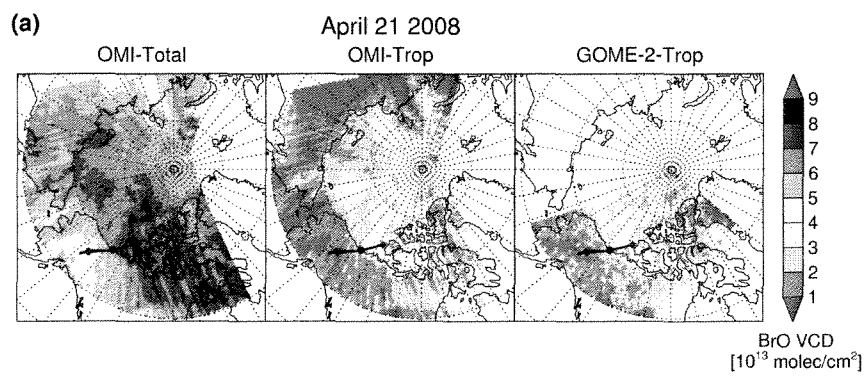 (a)
April 21 2008
OMI-Total
OMI-Trop
GOME-2-Trop
9
8
7
6
5
4
3
2
1
BrO VCD
[10¹³ molec/cm²]